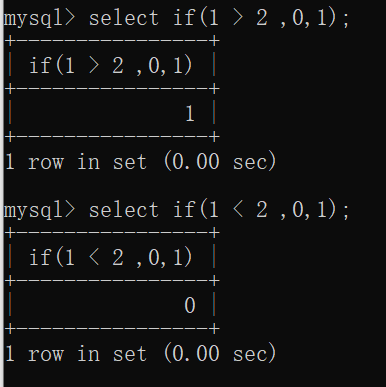 mysql> select if(1 > 2 ,0,1);
+----------------+
| if(1 > 2 ,0,1) |
+----------------+
|              1 |
+----------------+
1 row in set (0.00 sec)

mysql> select if(1 < 2 ,0,1);
+----------------+
| if(1 < 2 ,0,1) |
+----------------+
|              0 |
+----------------+
1 row in set (0.00 sec)